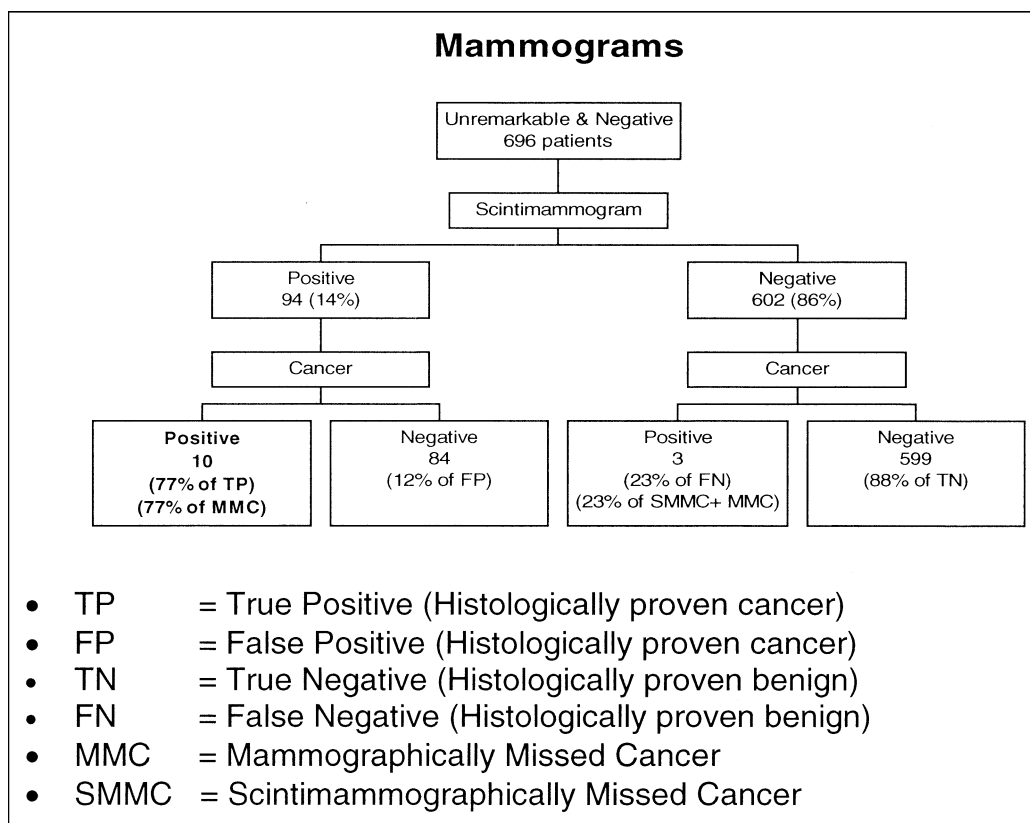 Mammograms
Unremarkable & Negative
696 patients
Scintimammogram
Positive
94 (14%)
Negative
602 (86%)
Cancer
Cancer
Positive
10
(77% of TP)
(77% of MMC)
Negative
84
(12% of FP)
Positive
3
(23% of FN)
(23% of SMMC+ MMC)
Negative
599
(88% of TN)
• TP = True Positive (Histologically proven cancer)
• FP = False Positive (Histologically proven cancer)
• TN = True Negative (Histologically proven benign)
• FN = False Negative (Histologically proven benign)
• MMC = Mammographically Missed Cancer
• SMMC = Scintimammographically Missed Cancer